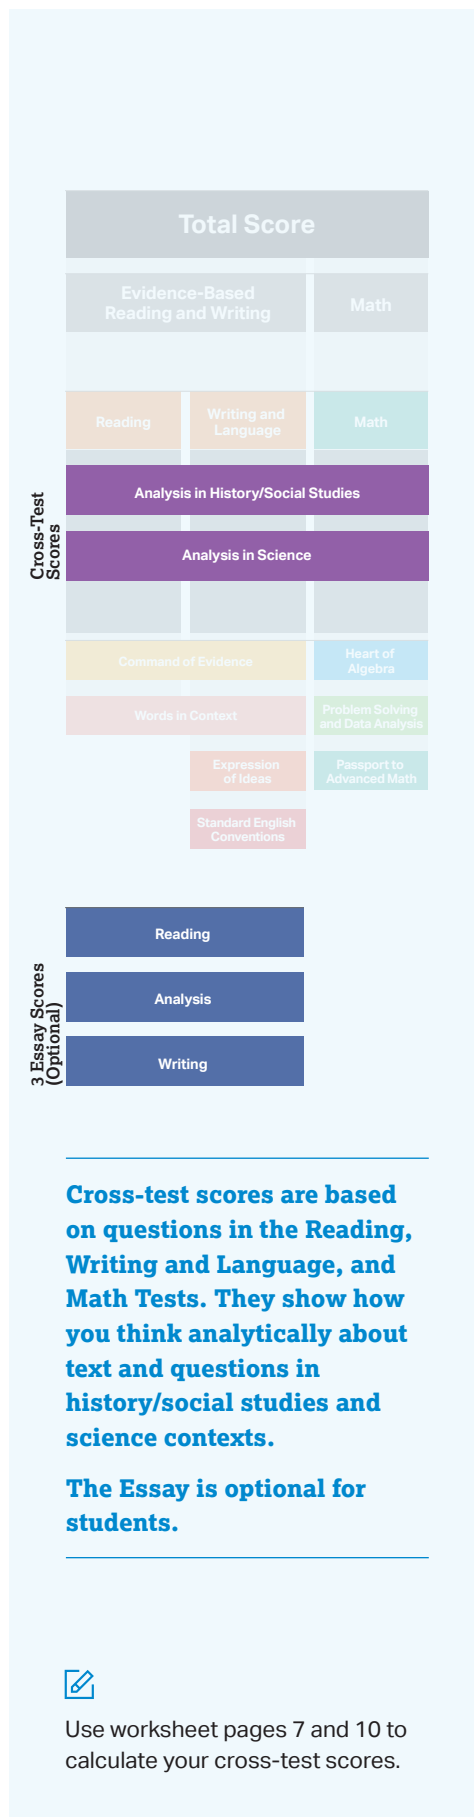 Total Score
Evidence-Based
Reading and Writing
Math
Reading
Writing and
Language
Math
Cross-Test
Scores
Analysis in History/Social Studies
Analysis in Science
Command of Evidence
Heart of
Algebra
Words in Context
Problem Solving
and Data Analysis
Expression
of Ideas
Passport to
Advanced Math
Standard English
Conventions
3 Essay Scores
(Optional)
Reading
Analysis
Writing
Cross-test scores are based
on questions in the Reading,
Writing and Language, and
Math Tests. They show how
you think analytically about
text and questions in
history/social studies and
science contexts.
The Essay is optional for
students.
Use worksheet pages 7 and 10 to
calculate your cross-test scores.